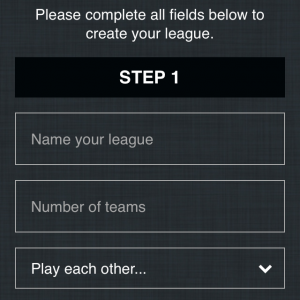 Please complete all fields below to
create your league.
STEP 1
Name your league
Number of teams
Play each other...